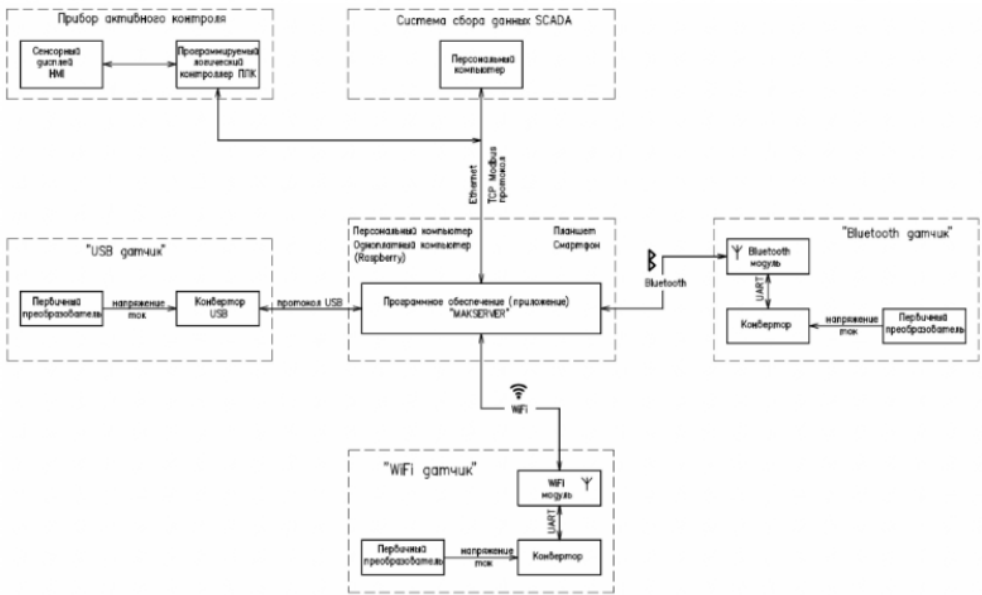 Прибор активного контроля
Сенсорный
дисплей
HMI
Программируемый
логический
контроллер ПЛК
Система сбора данных SCADA
Персональный
компьютер
Ethernet
TCP Modbus
протокол
"USB датчик"
Первичный
преобразователь
напряжение
ток
Конвертор
USB
протокол USB
Персональный компьютер
Одноплатный компьютер
(Raspberry)
Планшет
Смартфон
Программное обеспечение (приложение)
"MAKSERVER"
Bluetooth
"Bluetooth датчик"
Bluetooth
модуль
UART
Конвертор
напряжение
ток
Первичный
преобразователь
WiFi
"WiFi датчик"
WiFi
модуль
UART
Первичный
преобразователь
напряжение
ток
Конвертор